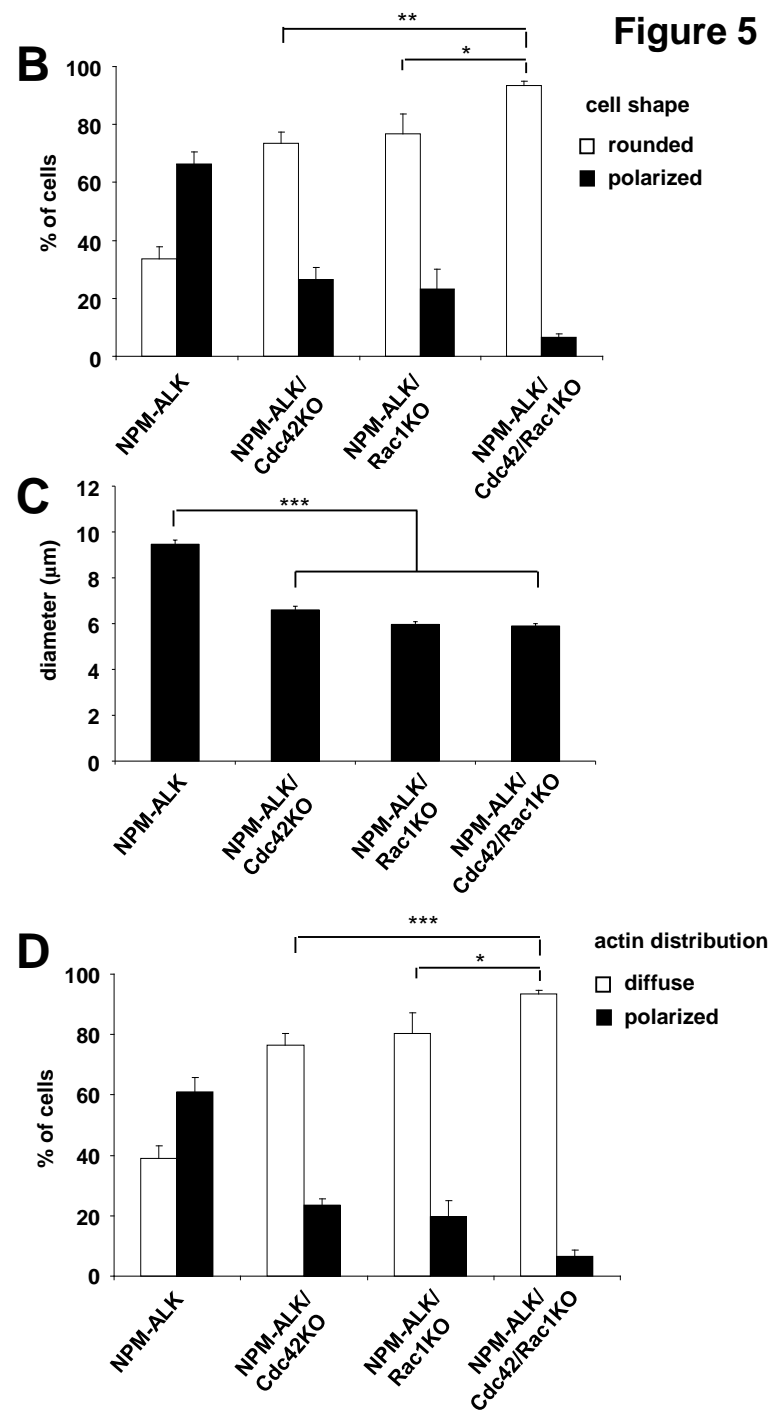 Figure 5
B
**
*
cell shape
rounded
polarized
% of cells
100
80
60
40
20
0
NPM-ALK
NPM-ALK/
Cdc42KO
NPM-ALK/
Rac1KO
NPM-ALK/
Cdc42/Rac1KO
C
***
diameter (µm)
12
10
8
6
4
2
0
NPM-ALK
NPM-ALK/
Cdc42KO
NPM-ALK/
Rac1KO
NPM-ALK/
Cdc42/Rac1KO
D
***
*
actin distribution
diffuse
polarized
% of cells
100
80
60
40
20
0
NPM-ALK
NPM-ALK/
Cdc42KO
NPM-ALK/
Rac1KO
NPM-ALK/
Cdc42/Rac1KO